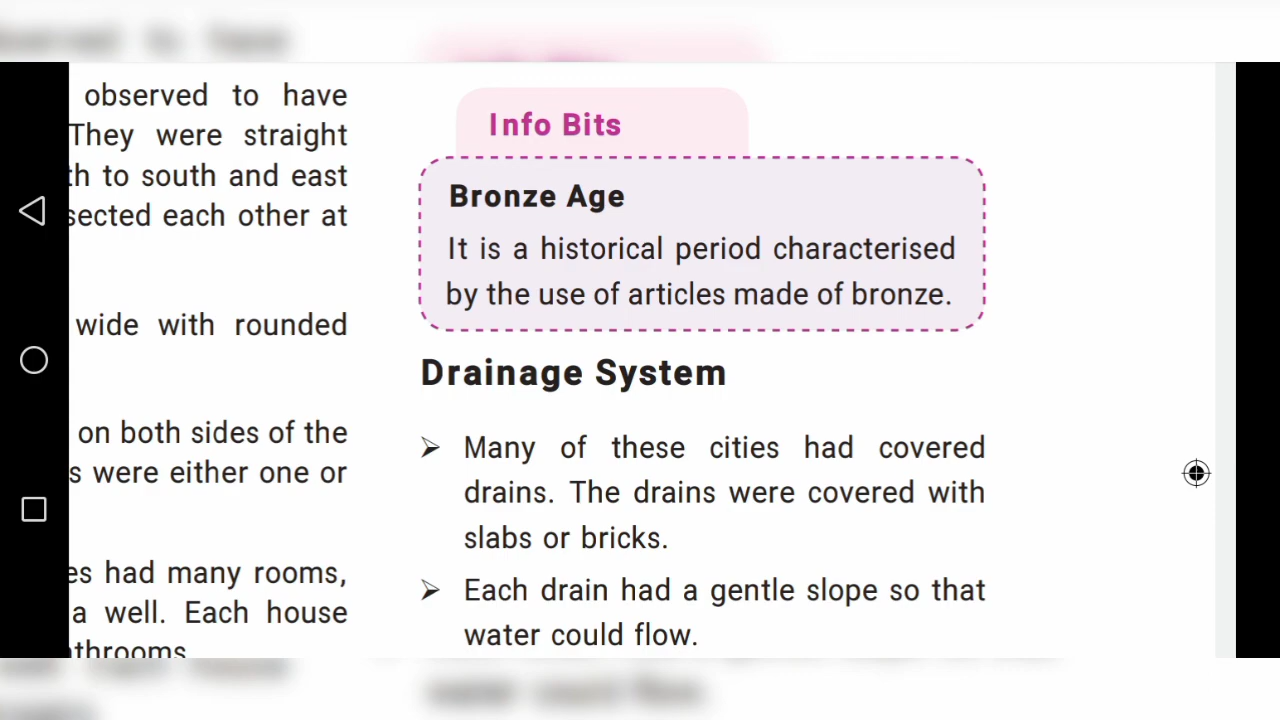 observed to have
They were straight
to south and east
each other at
wide with rounded
on both sides of the
were either one or
had many rooms,
a well. Each house
Info Bits
Bronze Age
It is a historical period characterised
by the use of articles made of bronze.
Drainage System
➢ Many of these cities had covered
drains. The drains were covered with
slabs or bricks.
➢ Each drain had a gentle slope so that
water could flow.